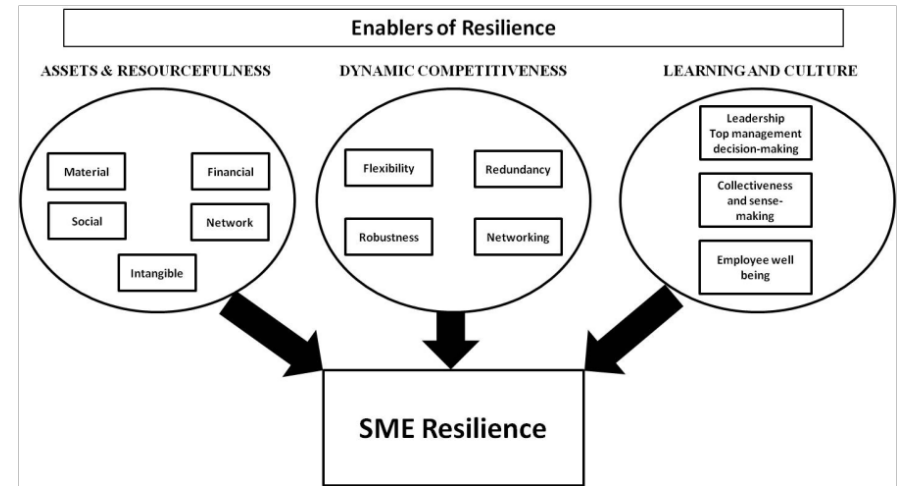 Enablers of Resilience
ASSETS & RESOURCEFULNESS
DYNAMIC COMPETITIVENESS
LEARNING AND CULTURE
Material
Financial
Social
Network
Intangible
Flexibility
Redundancy
Robustness
Networking
Leadership
Top management
decision-making
Collectiveness
and sense-
making
Employee well
being
SME Resilience